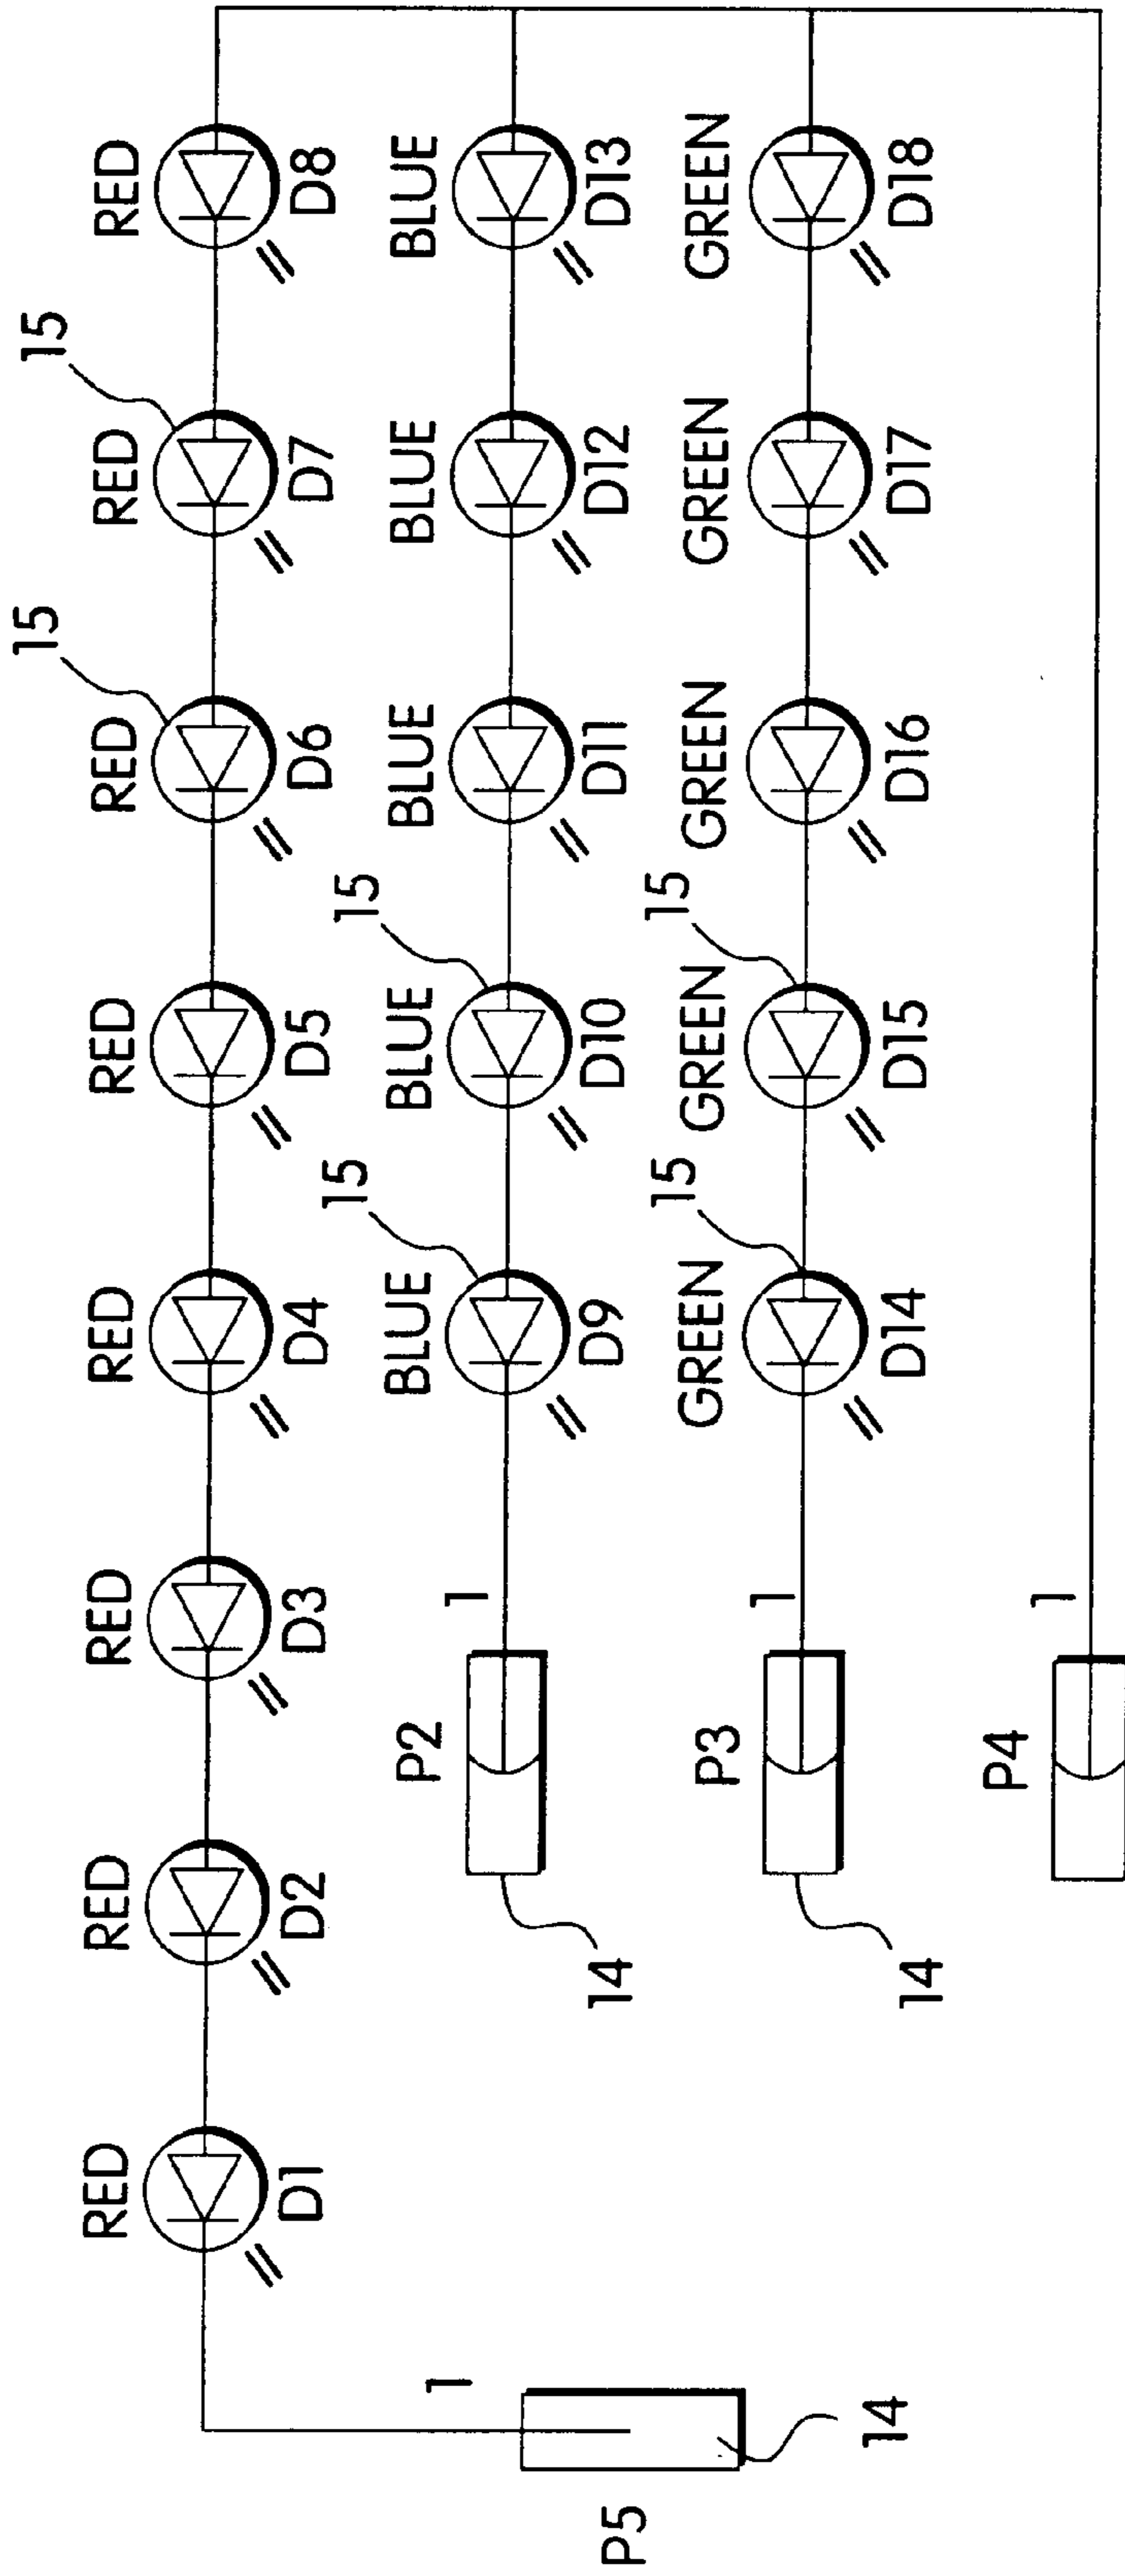 15 15
RED RED RED RED RED RED RED RED
D1 D2 D3 D4 D5 D6 D7 D8
15 15
P2 BLUE BLUE BLUE BLUE BLUE
1 1
D9 D10 D11 D12 D13
P5 14
15 15
P3 GREEN GREEN GREEN GREEN GREEN
1
14 14 D14 D15 D16 D17 D18
P4
1